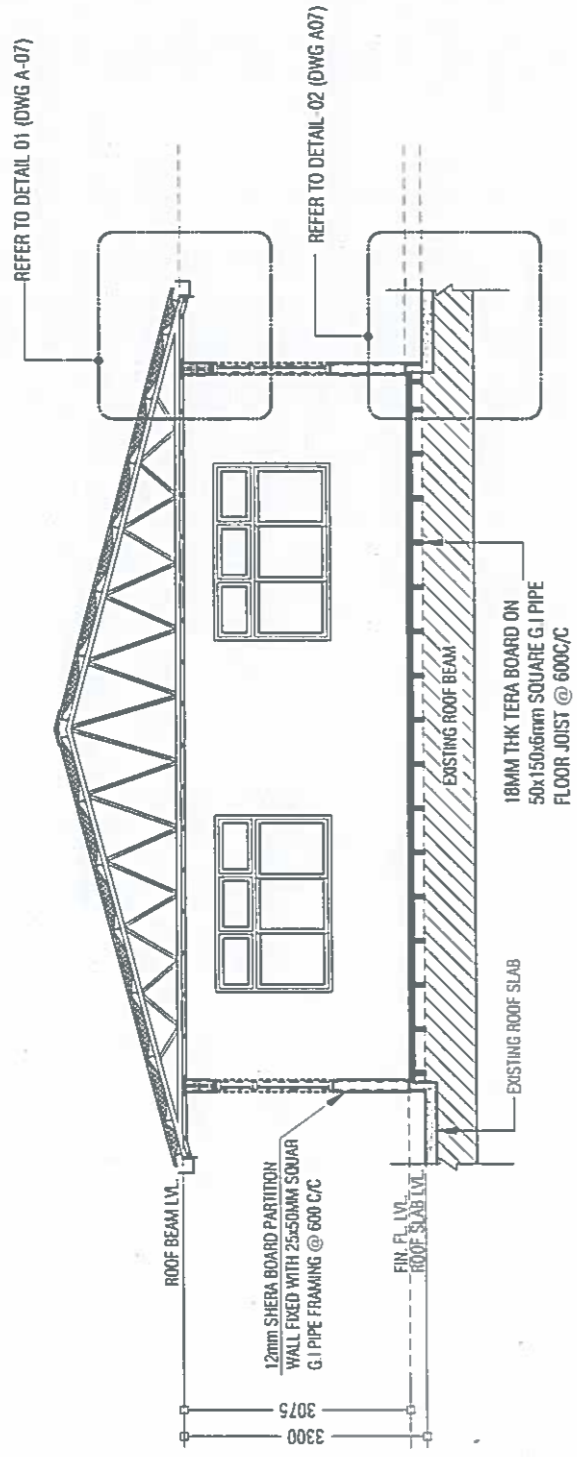 REFER TO DETAIL 01 (DWG A-07)
REFER TO DETAIL-02 (DWG A07)
ROOF BEAM LVL.
12mm SHERA BOARD PARTITION
WALL FIXED WITH 25x50MM SQUAR
G.I PIPE FRAMING @ 600 C/C
FIN. FL. LVL.
ROOF SLAB LVL.
3075
3300
EXISTING ROOF BEAM
EXISTING ROOF SLAB
18MM THK TERA BOARD ON
50x150x6mm SQUARE G.I PIPE
FLOOR JOIST @ 600C/C